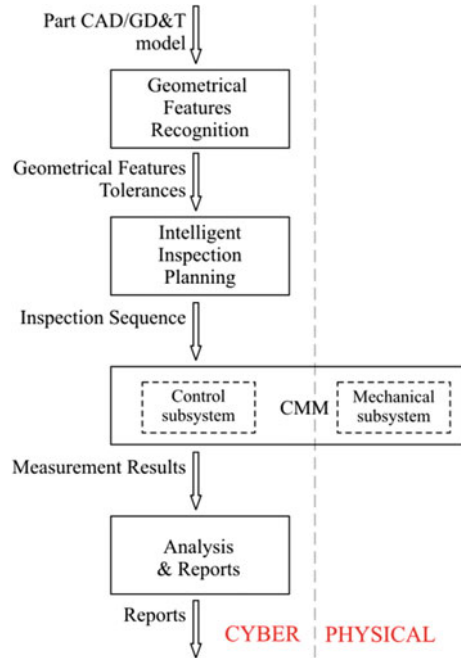 Part CAD/GD&T
model
Geometrical
Features
Recognition
Geometrical Features
Tolerances
Intelligent
Inspection
Planning
Inspection Sequence
Control
subsystem
CMM
Mechanical
subsystem
Measurement Results
Analysis
& Reports
Reports
CYBER
PHYSICAL